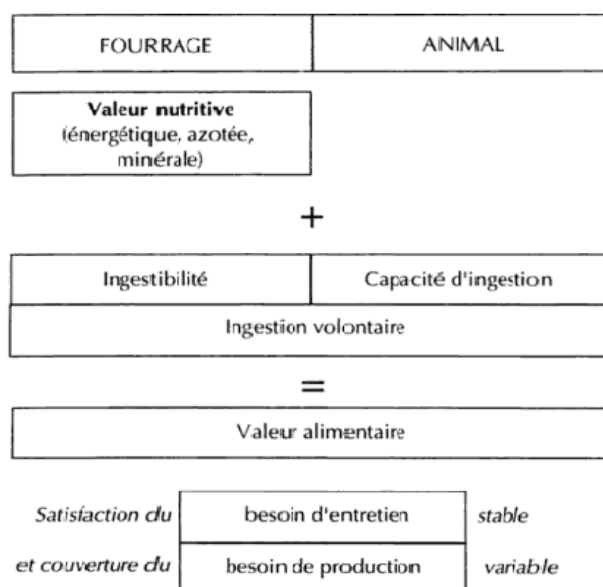 FOURRAGE ANIMAL
Valeur nutritive
(énergétique, azotée,
minérale)
+
Ingestibilité Capacité d'ingestion
Ingestion volontaire
=
Valeur alimentaire
Satisfaction du besoin d'entretien stable
et couverture du besoin de production variable